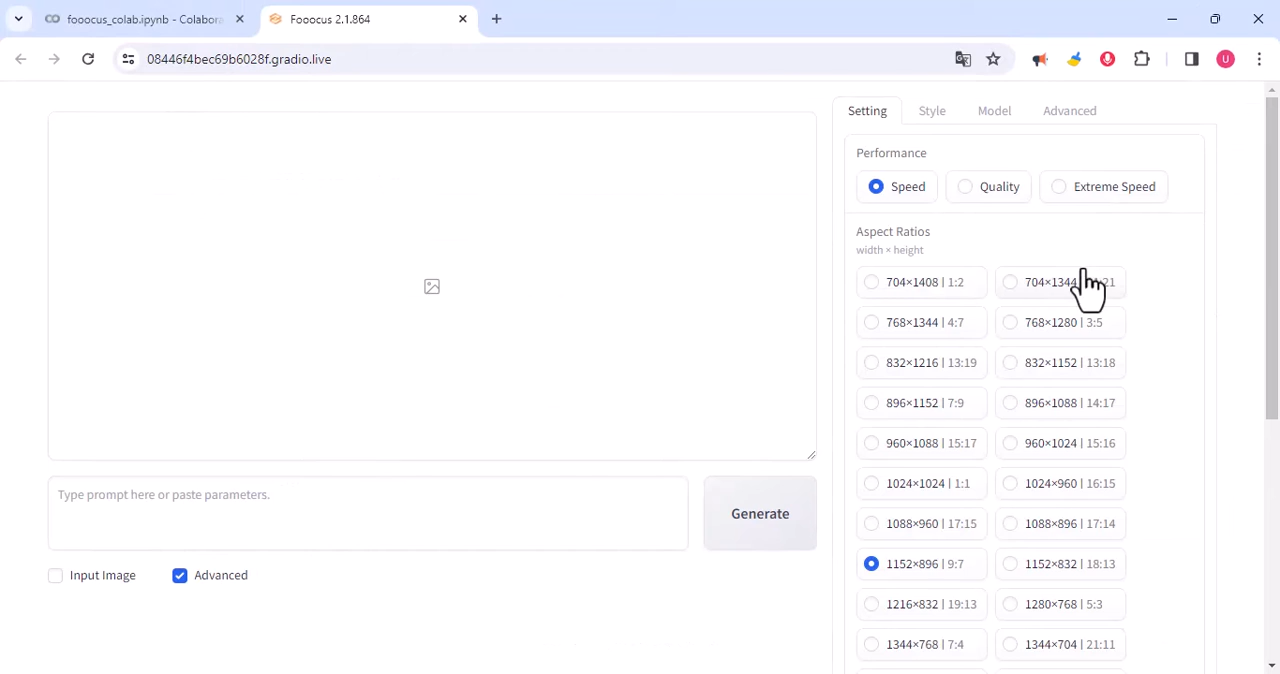 fooocus_colab.ipynb - Colabora
Fooocus 2.1.864
08446f4bec69b6028f.gradio.live
U
Setting Style Model Advanced
Performance
Speed Quality Extreme Speed
Aspect Ratios
width × height
704×1408 | 1:2 704×1344 21
768×1344 | 4:7 768×1280 | 3:5
832×1216 | 13:19 832×1152 | 13:18
896×1152 | 7:9 896×1088 | 14:17
960×1088 | 15:17 960×1024 | 15:16
1024×1024 | 1:1 1024×960 | 16:15
1088×960 | 17:15 1088×896 | 17:14
1152×896 | 9:7 1152×832 | 18:13
1216×832 | 19:13 1280×768 | 5:3
1344×768 | 7:4 1344×704 | 21:11
Type prompt here or paste parameters.
Generate
Input Image Advanced